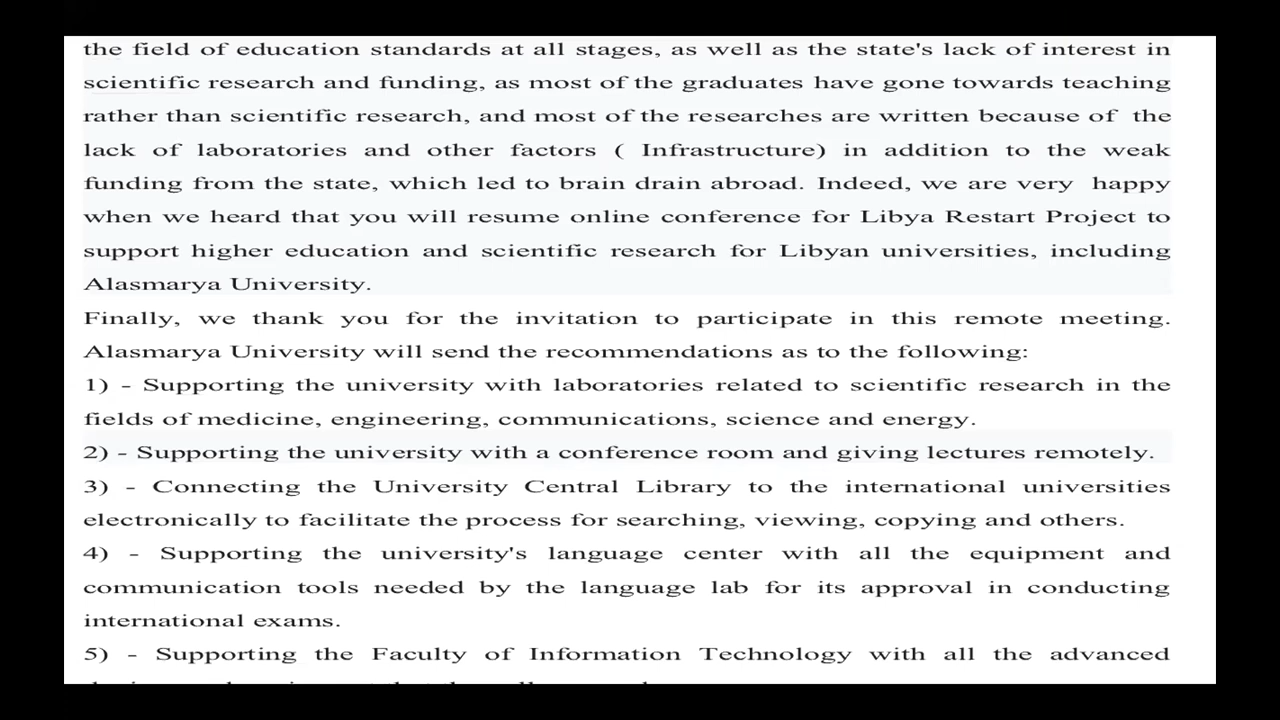 the field of education standards at all stages, as well as the state's lack of interest in
scientific research and funding, as most of the graduates have gone towards teaching
rather than scientific research, and most of the researches are written because of the
lack of laboratories and other factors ( Infrastructure) in addition to the weak
funding from the state, which led to brain drain abroad. Indeed, we are very happy
when we heard that you will resume online conference for Libya Restart Project to
support higher education and scientific research for Libyan universities, including
Alasmarya University.
Finally, we thank you for the invitation to participate in this remote meeting.
Alasmarya University will send the recommendations as to the following:
1) - Supporting the university with laboratories related to scientific research in the
fields of medicine, engineering, communications, science and energy.
2) - Supporting the university with a conference room and giving lectures remotely.
3) - Connecting the University Central Library to the international universities
electronically to facilitate the process for searching, viewing, copying and others.
4) - Supporting the university's language center with all the equipment and
communication tools needed by the language lab for its approval in conducting
international exams.
5) - Supporting the Faculty of Information Technology with all the advanced